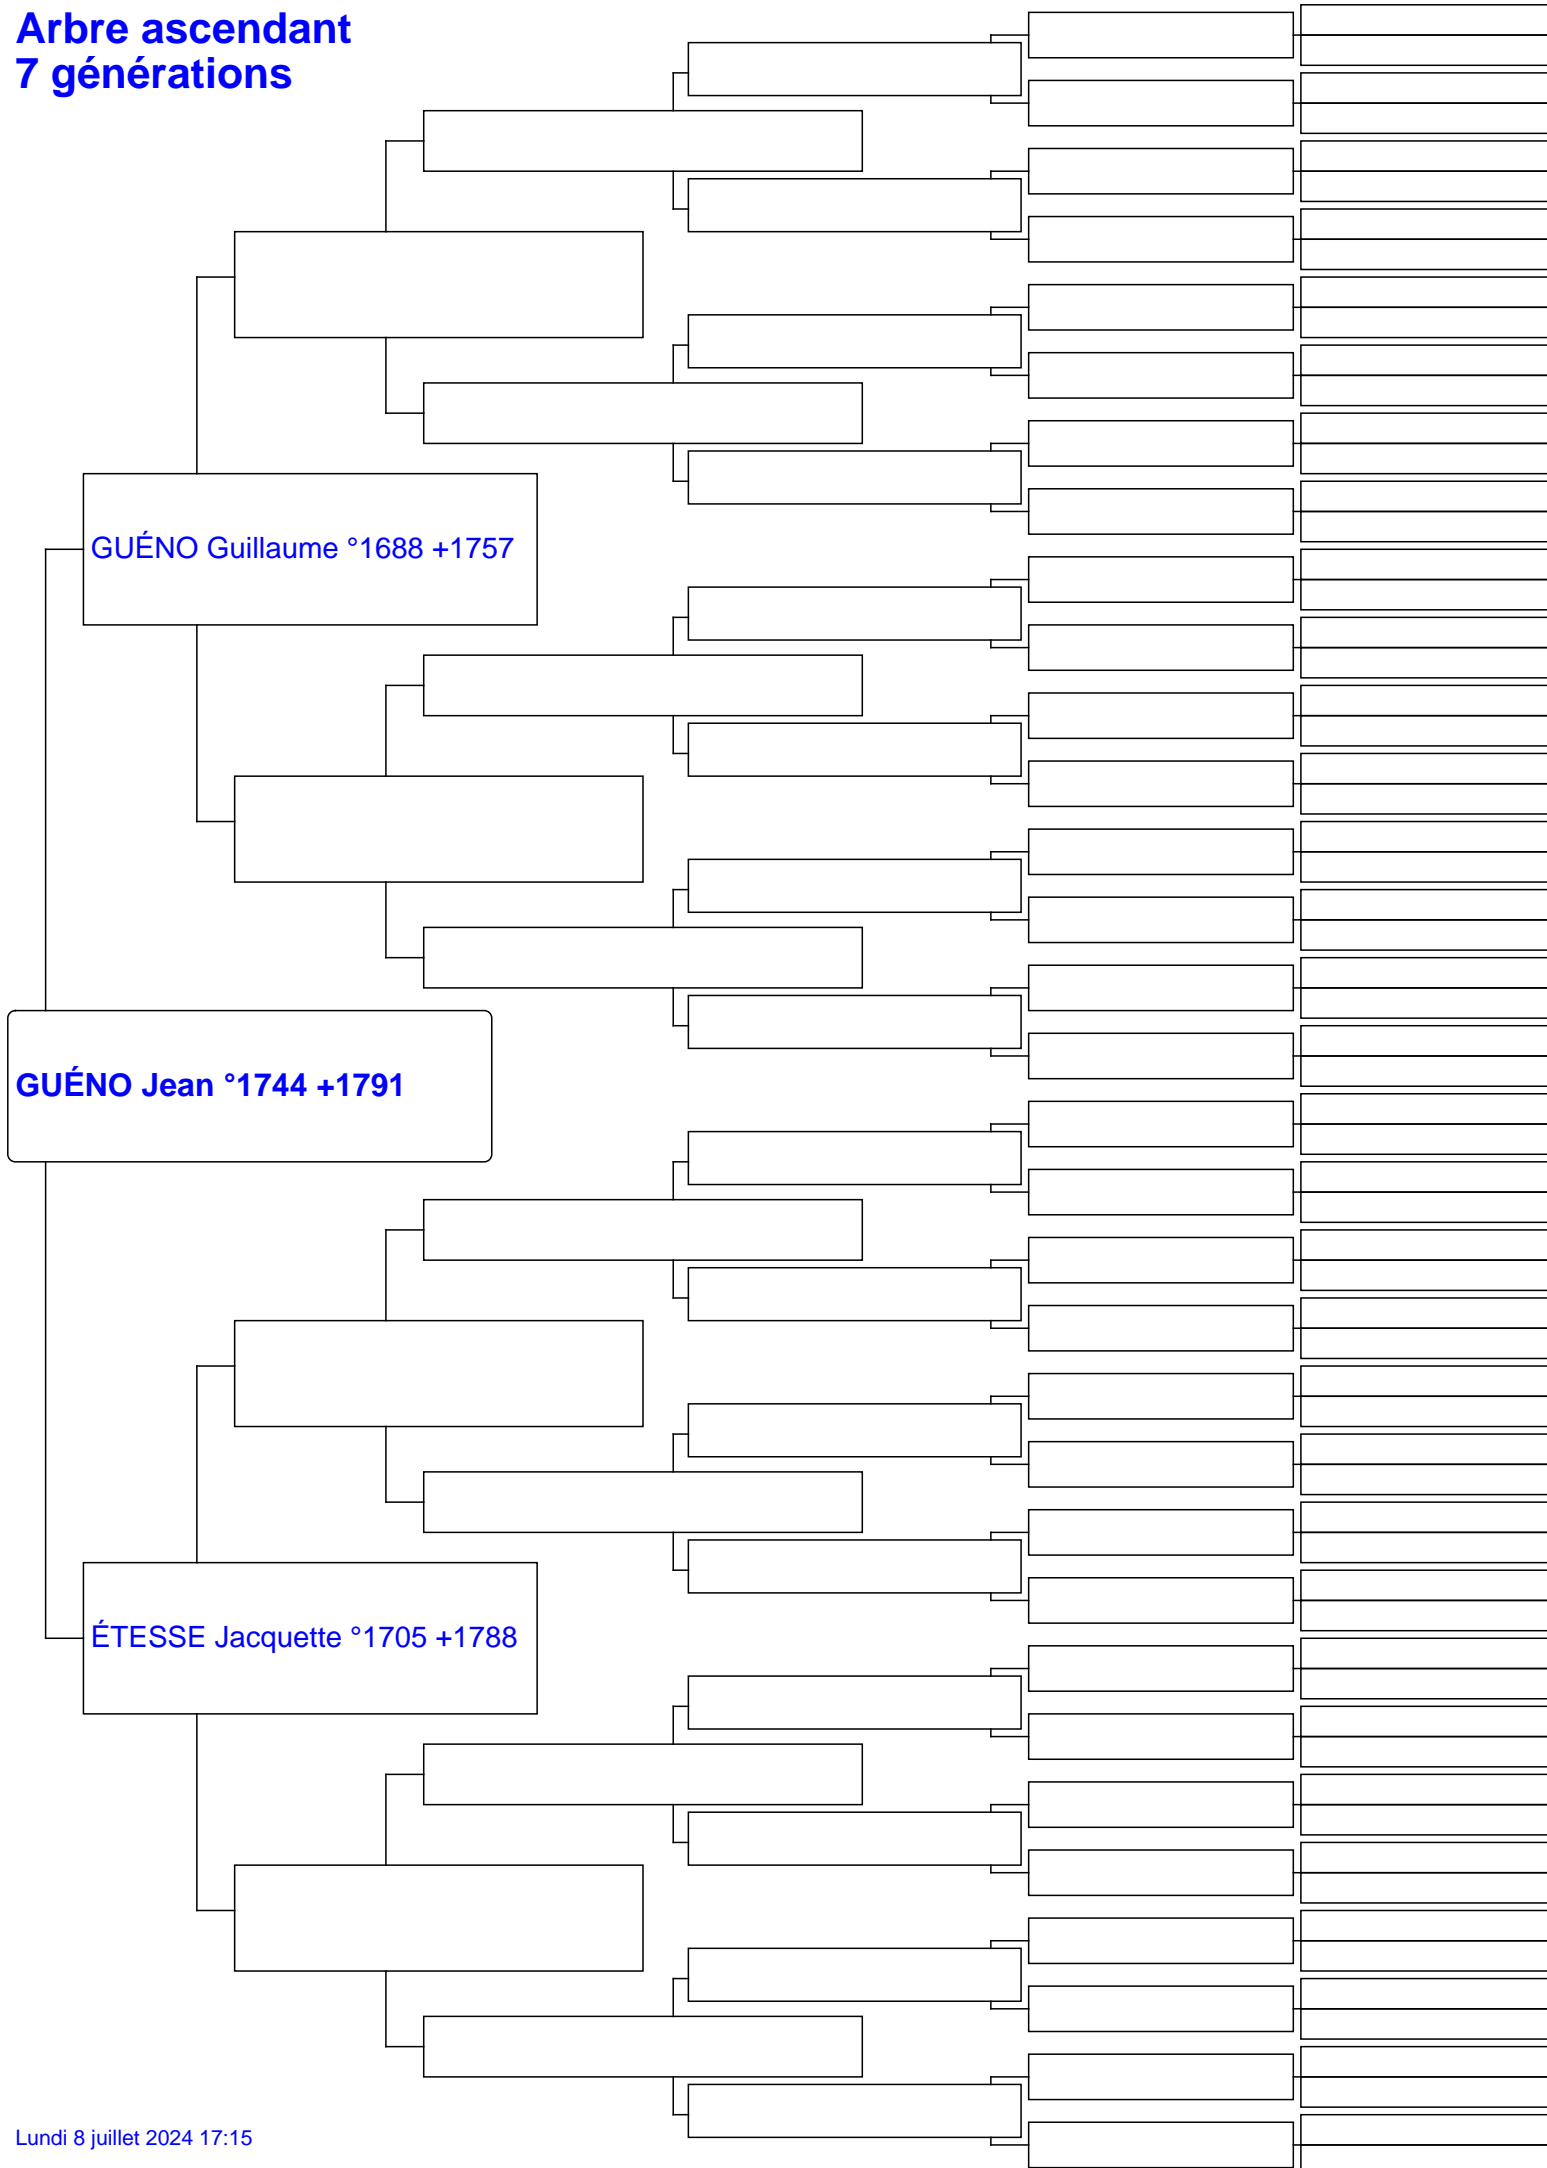 Arbre ascendant
7 générations
GUÉNO Guillaume °1688 +1757
GUÉNO Jean °1744 +1791
ÉTESSE Jacquette °1705 +1788
Lundi 8 juillet 2024 17:15